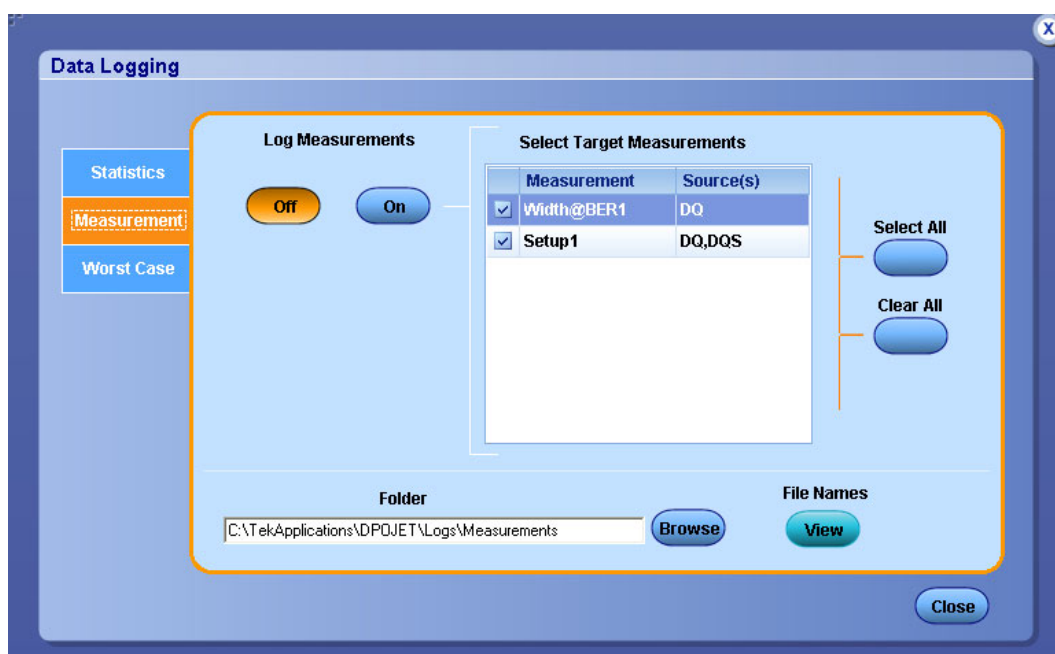 X
Data Logging
Statistics
Measurement
Worst Case
Log Measurements
Off
On
Select Target Measurements
Measurement Source(s)
Width@BER1 DQ
Setup1 DQ,DQS
Select All
Clear All
Folder
C:\TekApplications\DPOJET\Logs\Measurements
Browse
File Names
View
Close